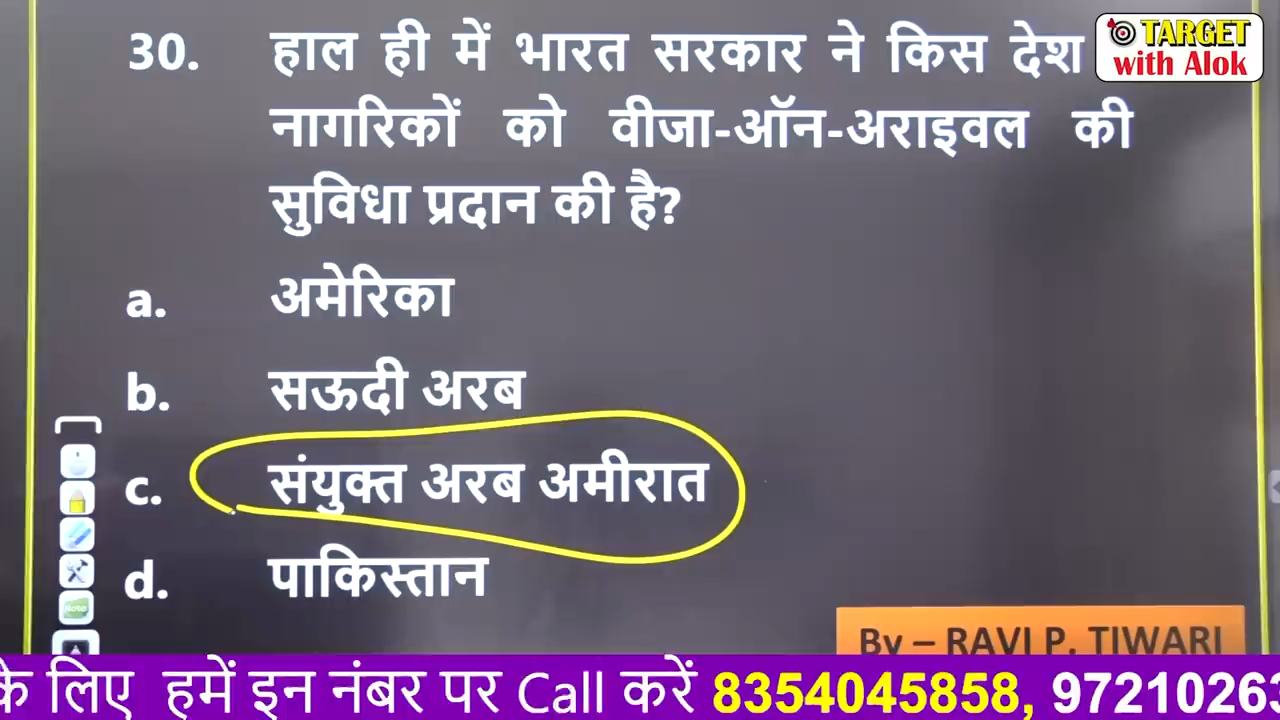 TARGET
with Alok
30. हाल ही में भारत सरकार ने किस देश
नागरिकों को वीजा-ऑन-अराइवल की
सुविधा प्रदान की है?
a. अमेरिका
b. सऊदी अरब
c. संयुक्त अरब अमीरात
d. पाकिस्तान
Note
By – RAVI P. TIWARI
के लिए हमें इन नंबर पर Call करें 8354045858, 97210263